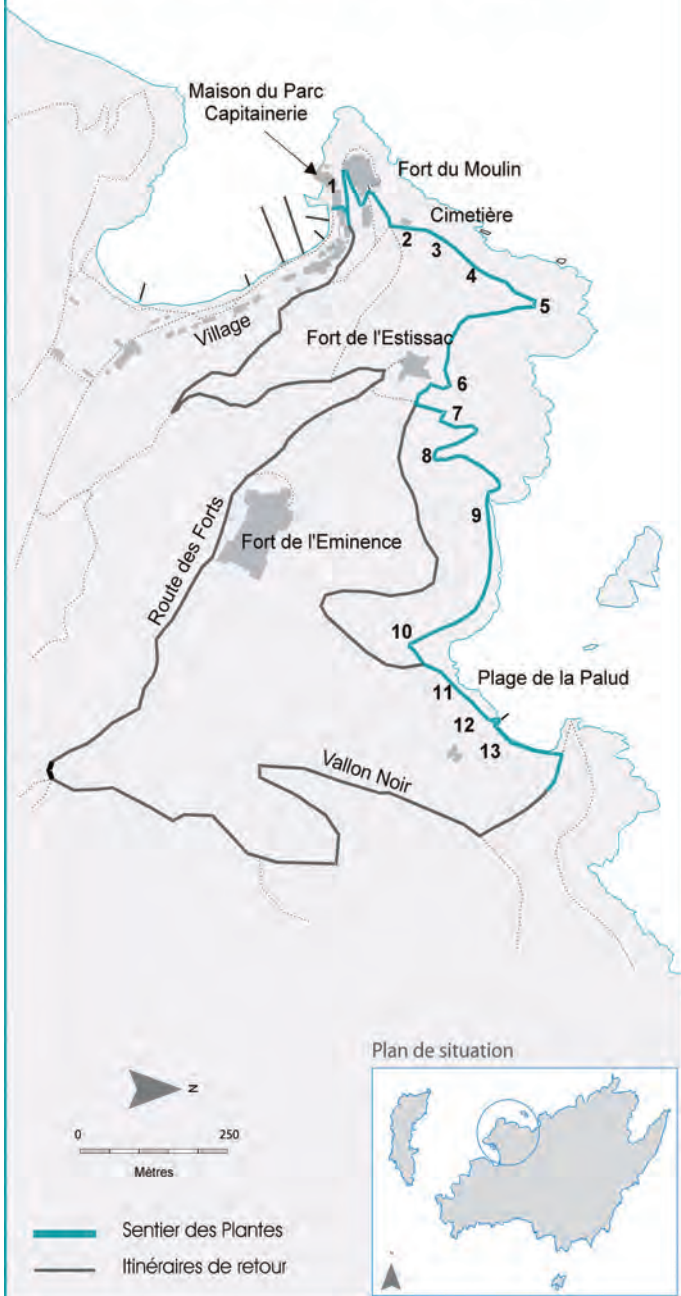 Maison du Parc
Capitainerie
1
Fort du Moulin
Cimetière
2
3
4
5
Village
Fort de l'Estissac
6
7
8
9
Route des Forts
Fort de l'Eminence
10
Plage de la Palud
11
12
13
Vallon Noir
N
0
250
Mètres
Sentier des Plantes
Itinéraires de retour
Plan de situation